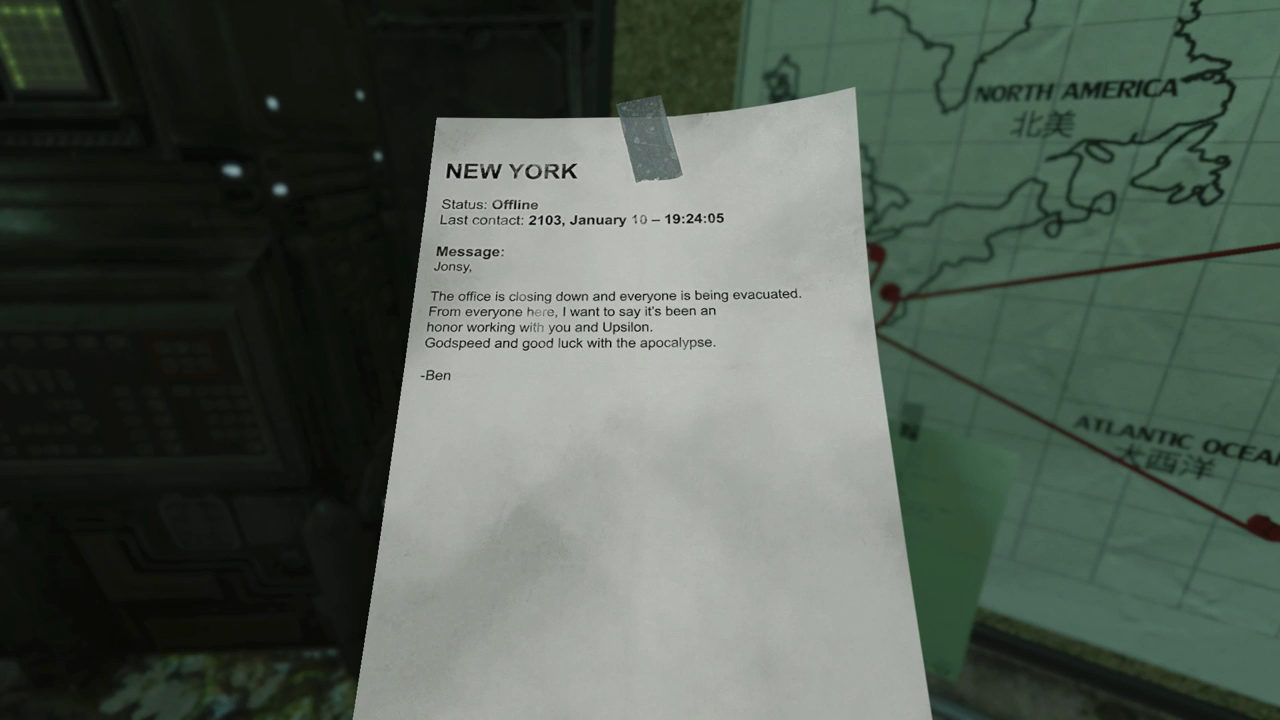 NEW YORK
Status: Offline
Last contact: 2103, January 10 – 19:24:05
Message:
Jonsy,
The office is closing down and everyone is being evacuated.
From everyone here, I want to say it's been an
honor working with you and Upsilon.
Godspeed and good luck with the apocalypse.
-Ben
NORTH AMERICA
北美
ATLANTIC OCEA
大西洋
N